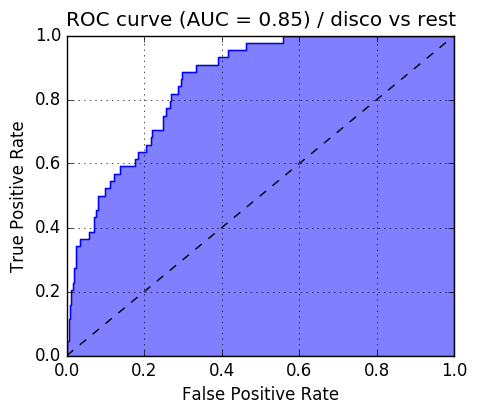 ROC curve (AUC = 0.85) / disco vs rest
1.0
0.8
0.6
0.4
0.2
0.0
True Positive Rate
0.0 0.2 0.4 0.6 0.8 1.0
False Positive Rate